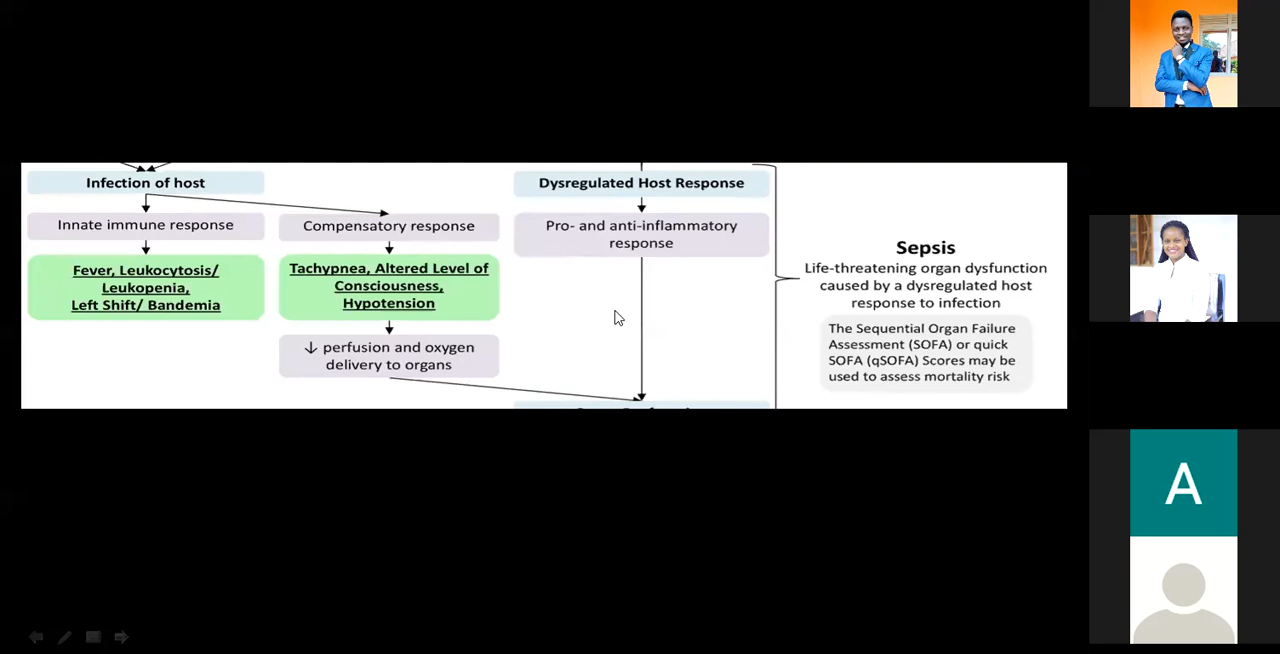 Infection of host
Innate immune response
Fever, Leukocytosis/
Leukopenia,
Left Shift/ Bandemia
Compensatory response
Tachypnea, Altered Level of
Consciousness,
Hypotension
↓ perfusion and oxygen
delivery to organs
Dysregulated Host Response
Pro- and anti-inflammatory
response
Sepsis
Life-threatening organ dysfunction
caused by a dysregulated host
response to infection
The Sequential Organ Failure
Assessment (SOFA) or quick
SOFA (qSOFA) Scores may be
used to assess mortality risk
A